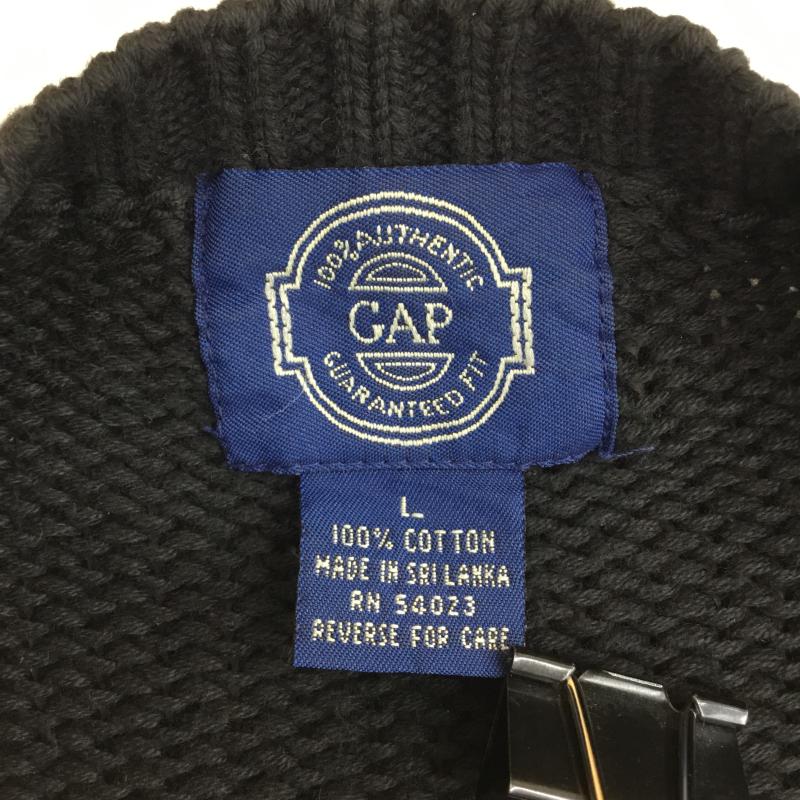 100% AUTHENTIC
GAP
GUARANTEED FIT
L
100% COTTON
MADE IN SRI LANKA
RN 54023
REVERSE FOR CARE